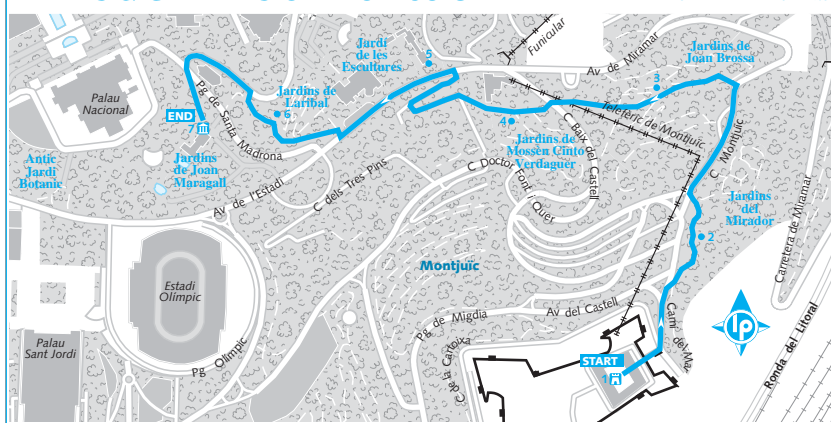 Funicular
Jardí
de les
Escultures
5
Av de Miramar
Jardins de
Joan Brossa
3
Palau
Nacional
Pg de Santa Madrona
END
7
Jardins de
Laribal
6
Telefèric de Montjuïc
4
Jardins de
Mossèn Cinto
Verdaguer
C Baix del Castell
C Montjuïc
Antic
Jardí
Botànic
Jardins
de Joan
Maragall
Av de l'Estadi
C dels Tres Pins
C Doctor Font i Quer
Jardins
del
Mirador
2
Carretera de Miramar
Montjuïc
Estadi
Olímpic
Palau
Sant Jordi
Pg Olímpic
Pg de Migdia
Av del Castell
C de la Cartoixa
Camí del Mar
START
1
lp
Ronda del Litoral